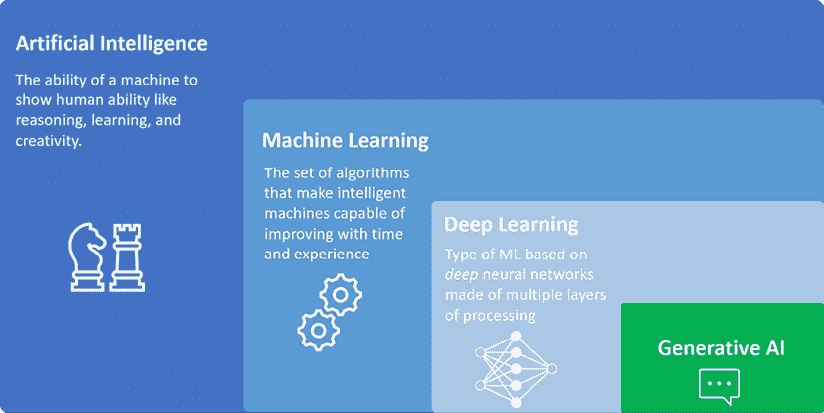 Artificial Intelligence
The ability of a machine to
show human ability like
reasoning, learning, and
creativity.
Machine Learning
The set of algorithms
that make intelligent
machines capable of
improving with time
and experience
Deep Learning
Type of ML based on
deep neural networks
made of multiple layers
of processing
Generative AI